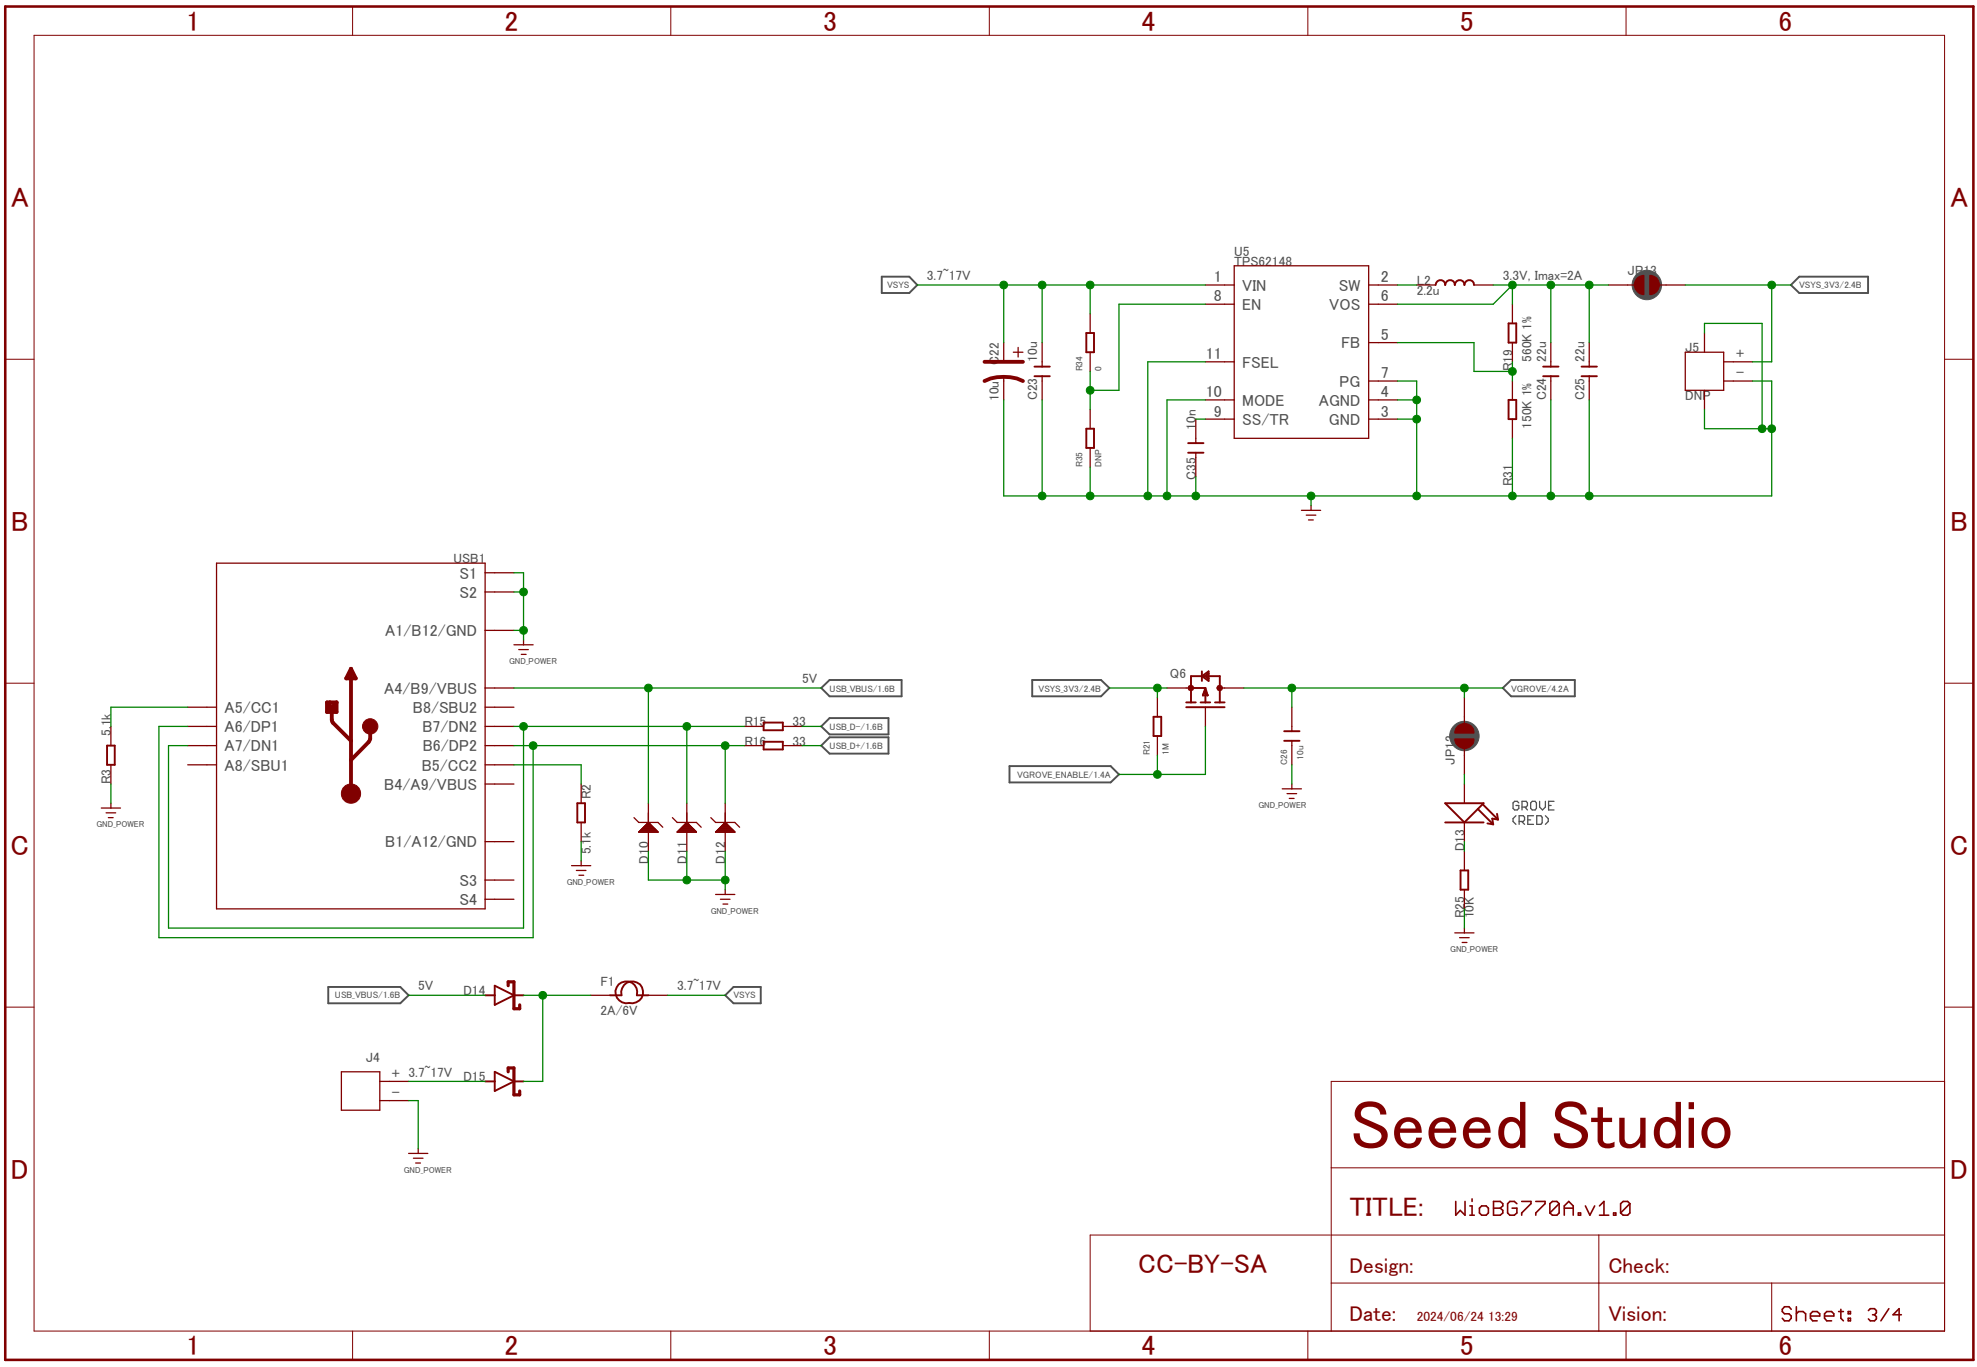 1 2 3 4 5 6
A A
B B
C C
D D
VSYS
3.7~17V
C22
+
10u
10u
C23
R34
0
R35
DNP
U5
TPS62148
1 VIN
8 EN
11 FSEL
10 MODE
9 SS/TR
SW 2
VOS 6
FB 5
PG 7
AGND 4
GND 3
10n
C35
L2
2.2u
3.3V, Imax=2A
R19
560K 1%
150K 1%
R31
22u
C24
22u
C25
JP13
VSYS_3V3/2.4B
J5
+
−
DNP
USB1
S1
S2
A1/B12/GND
A4/B9/VBUS
B8/SBU2
B7/DN2
B6/DP2
B5/CC2
B4/A9/VBUS
B1/A12/GND
S3
S4
A5/CC1
A6/DP1
A7/DN1
A8/SBU1
5.1k
R3
GND_POWER
GND_POWER
5V
USB_VBUS/1.6B
R15 33
USB_D-/1.6B
R16 33
USB_D+/1.6B
R2
5.1k
GND_POWER
D10
D11
D12
GND_POWER
VSYS_3V3/2.4B
Q6
R21
1M
VGROVE_ENABLE/1.4A
C26
10u
GND_POWER
VGROVE/4.2A
JP12
GROVE
(RED)
D13
R25
10K
GND_POWER
USB_VBUS/1.6B
5V
D14
F1
2A/6V
3.7~17V
VSYS
J4
+
−
3.7~17V
D15
GND_POWER
Seeed Studio
TITLE: WioBG770A.v1.0
CC-BY-SA
Design:
Check:
Date: 2024/06/24 13:29
Vision:
Sheet: 3/4
1 2 3 4 5 6